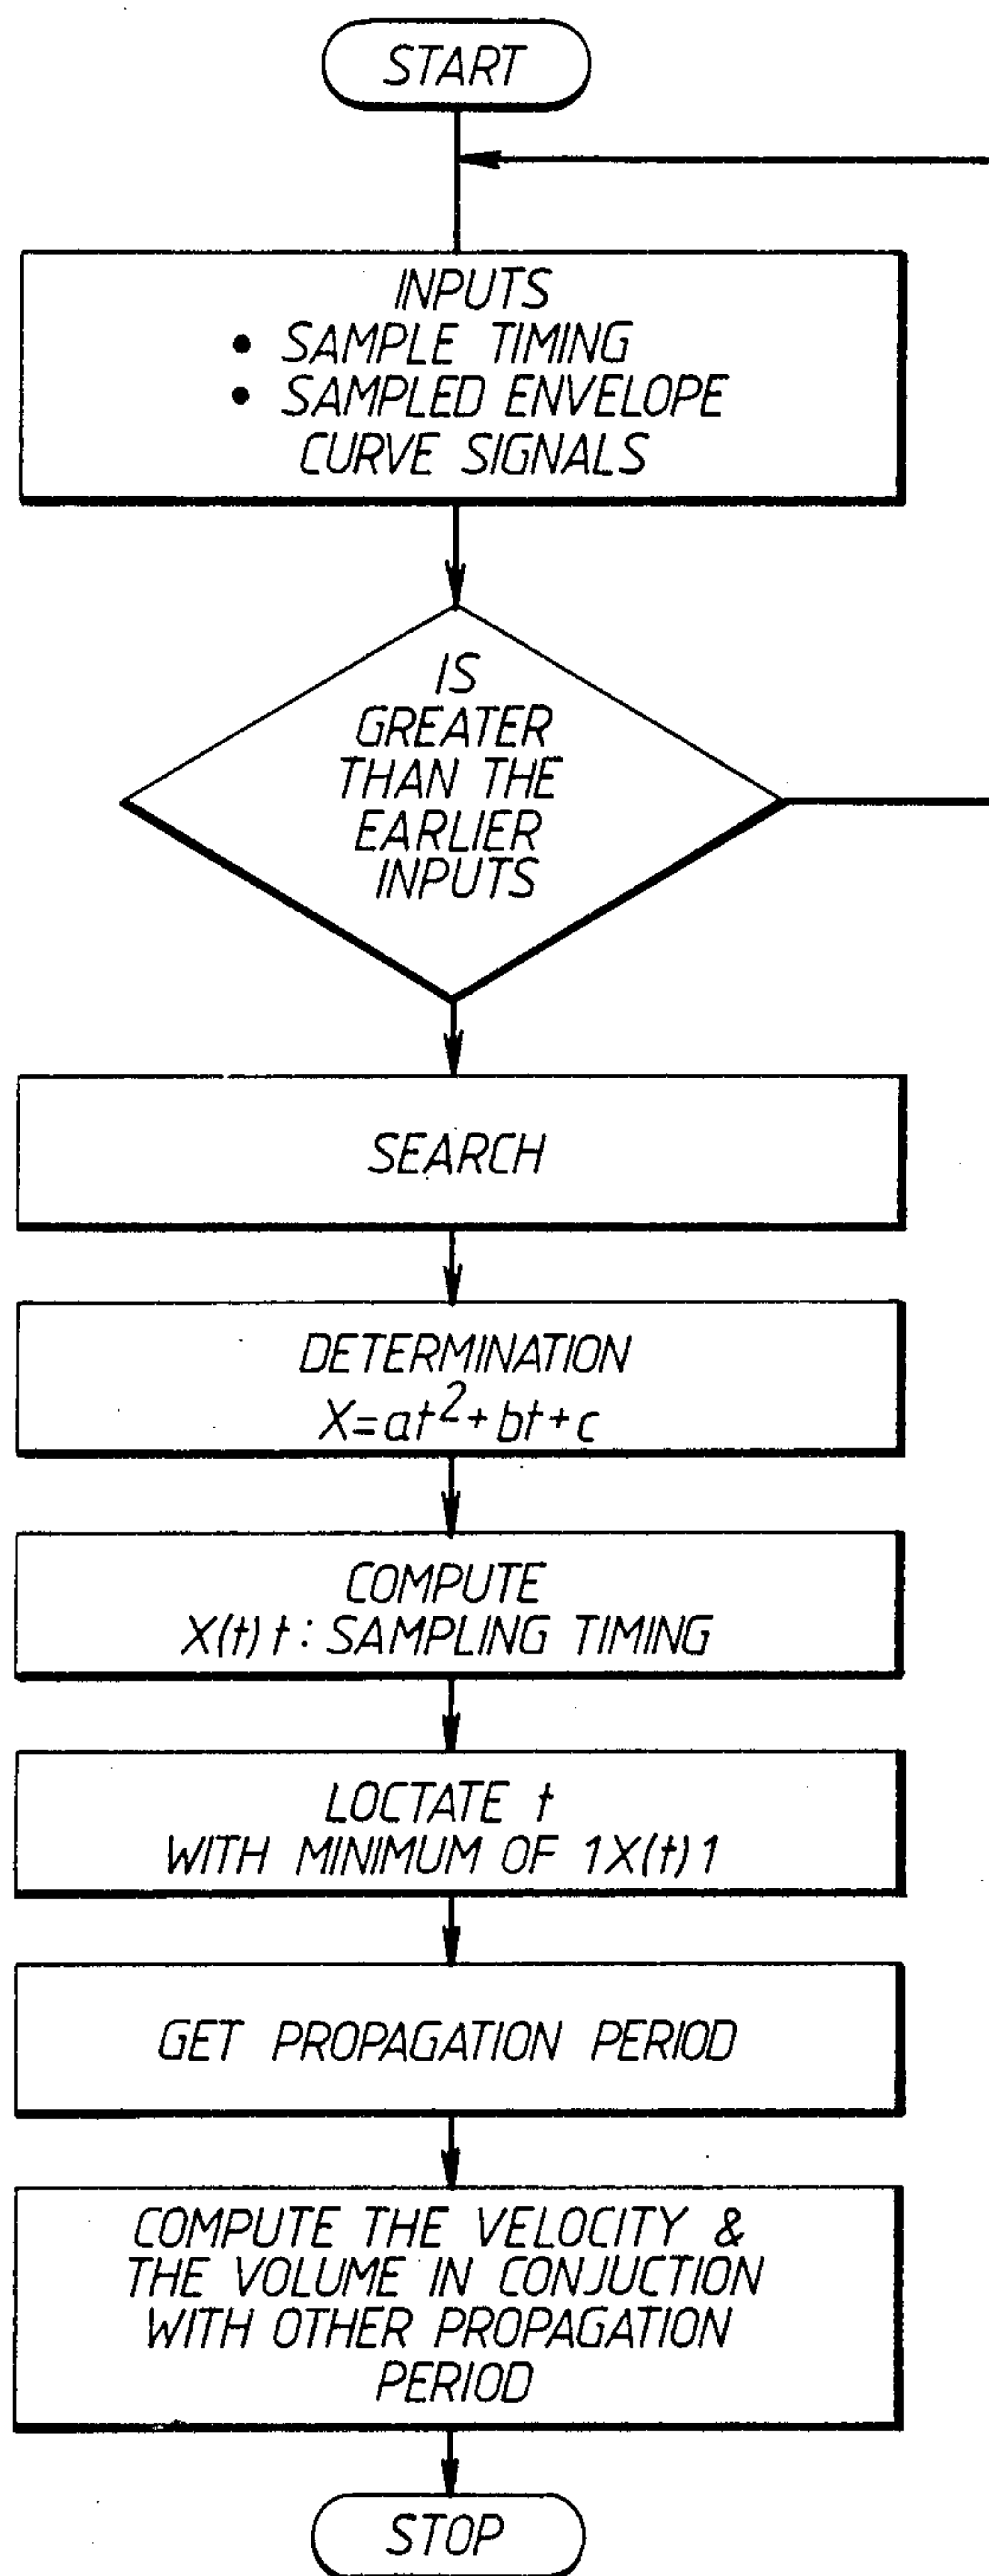 START
INPUTS
• SAMPLE TIMING
• SAMPLED ENVELOPE
CURVE SIGNALS
IS
GREATER
THAN THE
EARLIER
INPUTS
SEARCH
DETERMINATION
X=at²+bt+c
COMPUTE
X(t) t: SAMPLING TIMING
LOCTATE t
WITH MINIMUM OF 1X(t)1
GET PROPAGATION PERIOD
COMPUTE THE VELOCITY &
THE VOLUME IN CONJUCTION
WITH OTHER PROPAGATION
PERIOD
STOP